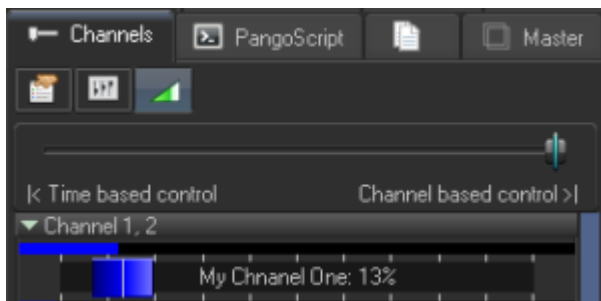 Channels PangoScript Master
|< Time based control Channel based control >|
Channel 1, 2
My Chnanel One: 13%